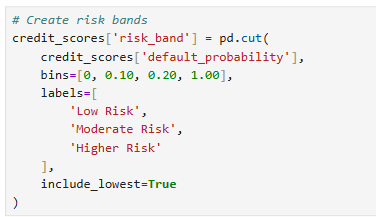 # Create risk bands
credit_scores['risk_band'] = pd.cut(
    credit_scores['default_probability'],
    bins=[0, 0.10, 0.20, 1.00],
    labels=[
        'Low Risk',
        'Moderate Risk',
        'Higher Risk'
    ],
    include_lowest=True
)